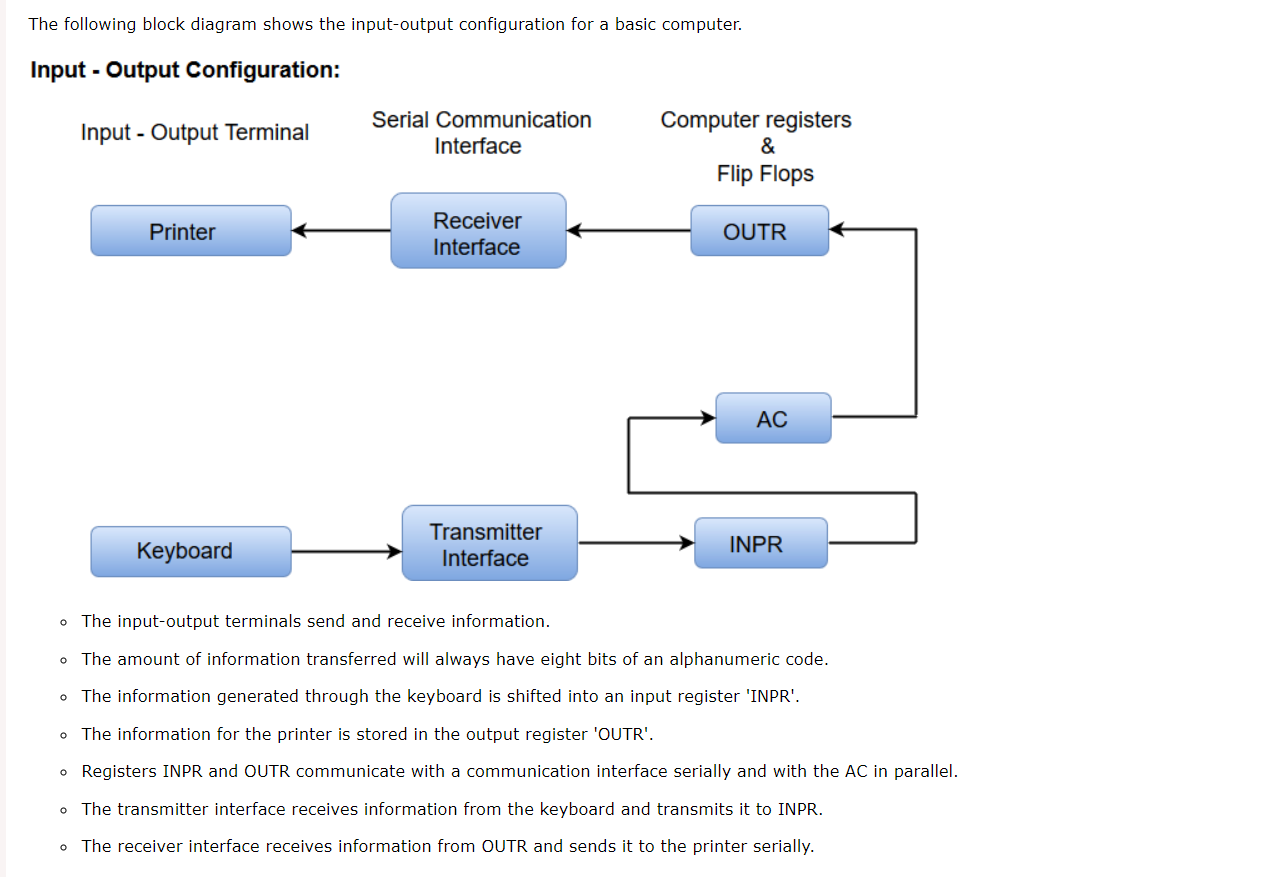 The following block diagram shows the input-output configuration for a basic computer.
Input - Output Configuration:
Input - Output Terminal
Serial Communication
Interface
Computer registers
&
Flip Flops
Printer
Receiver
Interface
OUTR
AC
Keyboard
Transmitter
Interface
INPR
The input-output terminals send and receive information.
The amount of information transferred will always have eight bits of an alphanumeric code.
The information generated through the keyboard is shifted into an input register 'INPR'.
The information for the printer is stored in the output register 'OUTR'.
Registers INPR and OUTR communicate with a communication interface serially and with the AC in parallel.
The transmitter interface receives information from the keyboard and transmits it to INPR.
The receiver interface receives information from OUTR and sends it to the printer serially.